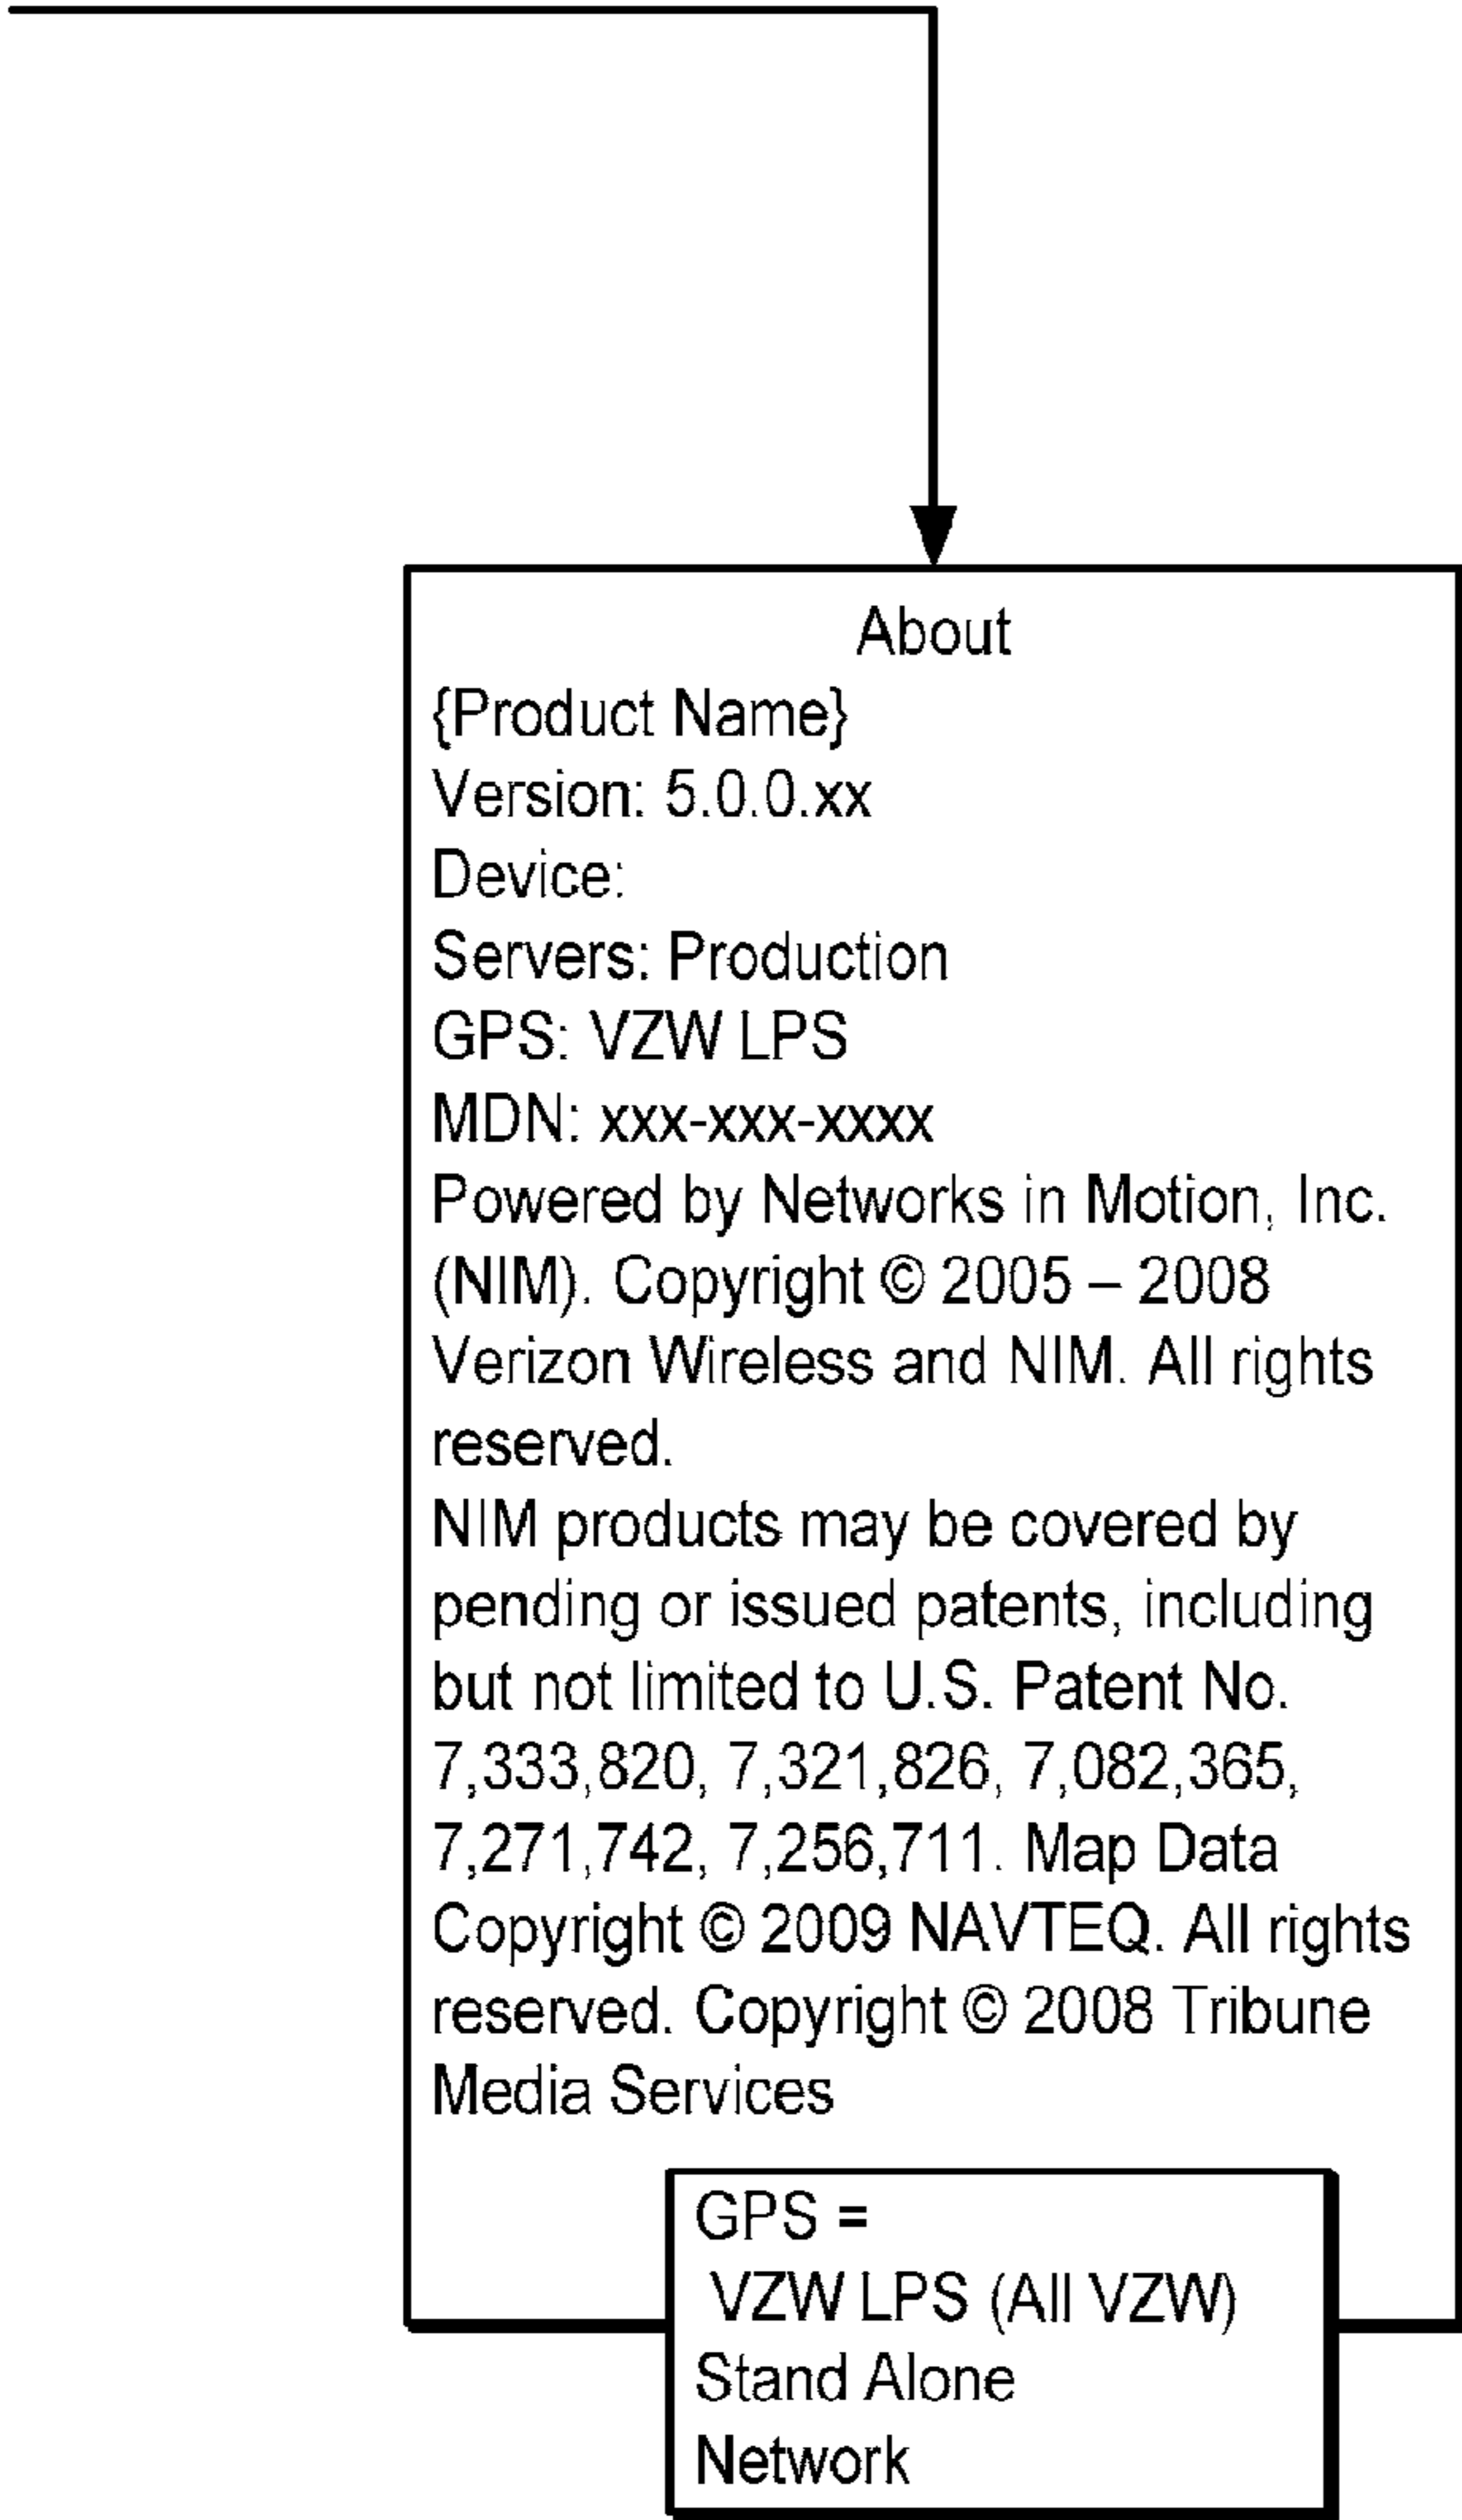 About
{Product Name}
Version: 5.0.0.xx
Device:
Servers: Production
GPS: VZW LPS
MDN: xxx-xxx-xxxx
Powered by Networks in Motion, Inc.
(NIM). Copyright © 2005 – 2008
Verizon Wireless and NIM. All rights
reserved.
NIM products may be covered by
pending or issued patents, including
but not limited to U.S. Patent No.
7,333,820, 7,321,826, 7,082,365,
7,271,742, 7,256,711. Map Data
Copyright © 2009 NAVTEQ. All rights
reserved. Copyright © 2008 Tribune
Media Services
GPS =
VZW LPS (All VZW)
Stand Alone
Network